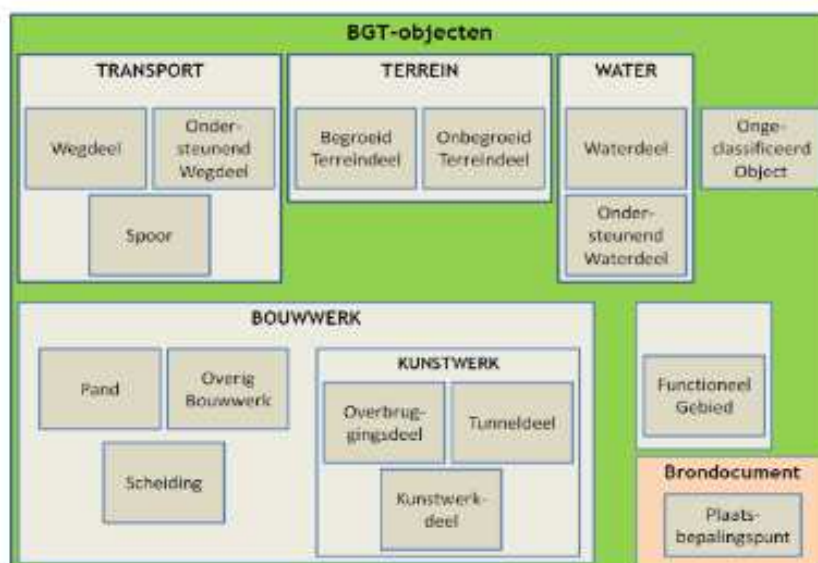 BGT-objecten
TRANSPORT
Wegdeel
Onder-
steunend
Wegdeel
Spoor
TERREIN
Begroeid
Terreindeel
Onbegroeid
Terreindeel
WATER
Waterdeel
Onder-
steunend
Waterdeel
Onge-
classificeerd
Object
BOUWWERK
Pand
Overig
Bouwwerk
Scheiding
KUNSTWERK
Overbrug-
gingsdeel
Tunneldeel
Kunstwerk-
deel
Functioneel
Gebied
Brondocument
Plaats-
bepalingspunt